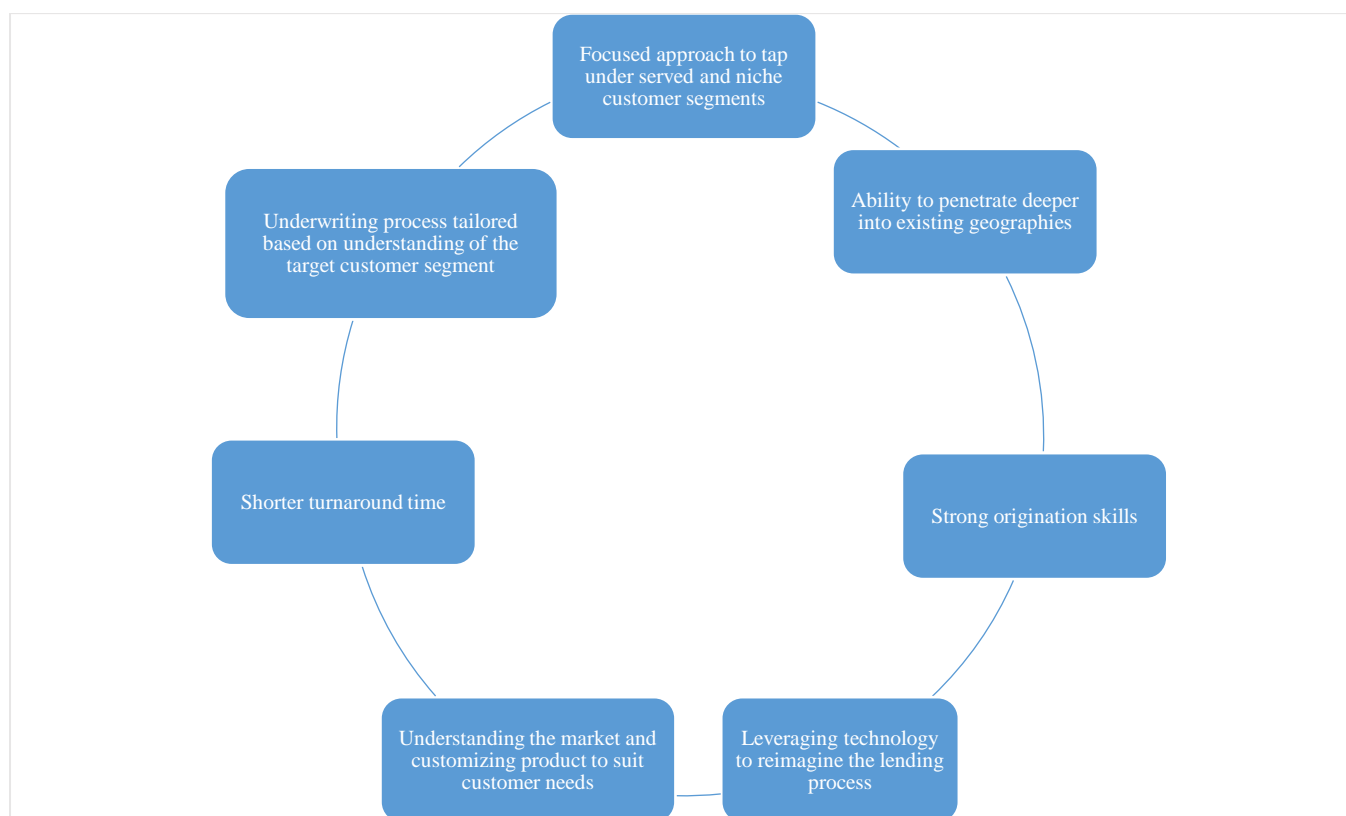 Focused approach to tap
under served and niche
customer segments
Ability to penetrate deeper
into existing geographies
Strong origination skills
Leveraging technology
to reimagine the lending
process
Understanding the market and
customizing product to suit
customer needs
Shorter turnaround time
Underwriting process tailored
based on understanding of the
target customer segment